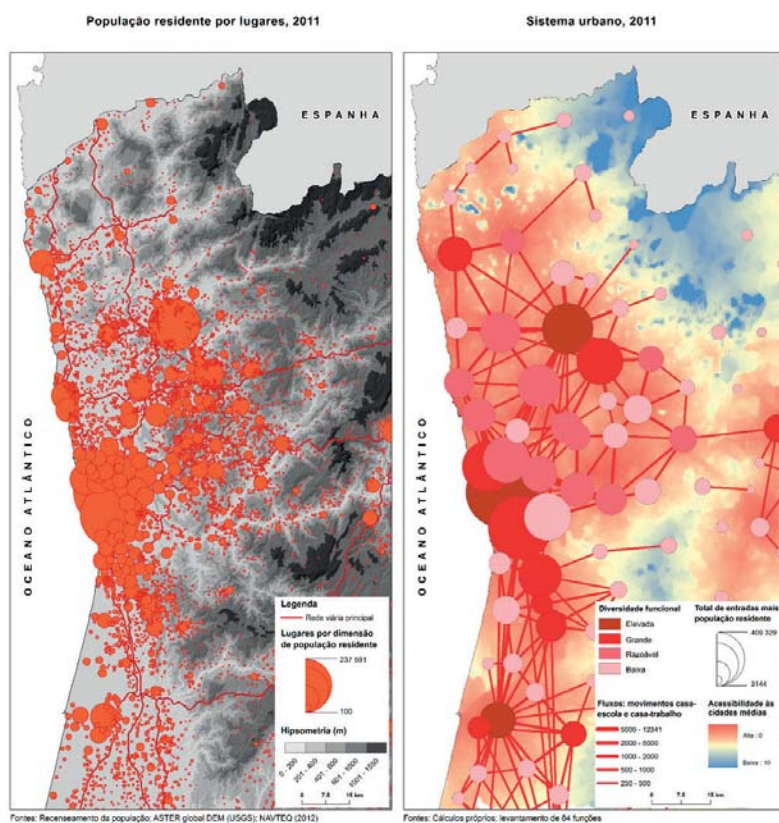 População residente por lugares, 2011
ESPANHA
OCEANO ATLÂNTICO
Legenda
Rede viária principal
Lugares por dimensão
de população residente
237 591
100
Hipsometria (m)
0 - 200
201 - 400
401 - 600
601 - 1000
1001 - 1500
0 7.5 15 km
Fontes: Recenseamento da população; ASTER global DEM (USGS); NAVTEQ (2012)
Sistema urbano, 2011
ESPANHA
OCEANO ATLÂNTICO
Diversidade funcional
Elevada
Grande
Razoável
Baixa
Total de entradas mais
população residente
409 329
3144
Fluxos: movimentos casa-
escola e casa-trabalho
5000 - 12341
2000 - 5000
1000 - 2000
500 - 1000
250 - 500
Acessibilidade às
cidades médias
Alta : 0
Baixa : 10
0 7.5 15 km
Fontes: Cálculos próprios; levantamento de 84 funções